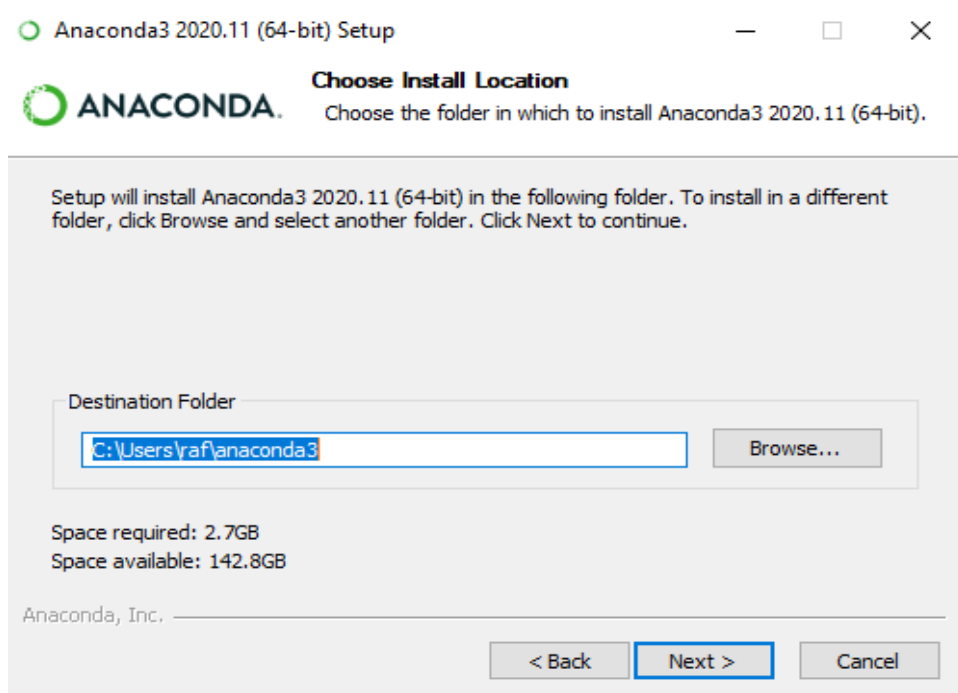 Anaconda3 2020.11 (64-bit) Setup
ANACONDA.
Choose Install Location
Choose the folder in which to install Anaconda3 2020.11 (64-bit).
Setup will install Anaconda3 2020.11 (64-bit) in the following folder. To install in a different
folder, click Browse and select another folder. Click Next to continue.
Destination Folder
C:\Users\raf\anaconda3
Browse...
Space required: 2.7GB
Space available: 142.8GB
Anaconda, Inc.
< Back
Next >
Cancel